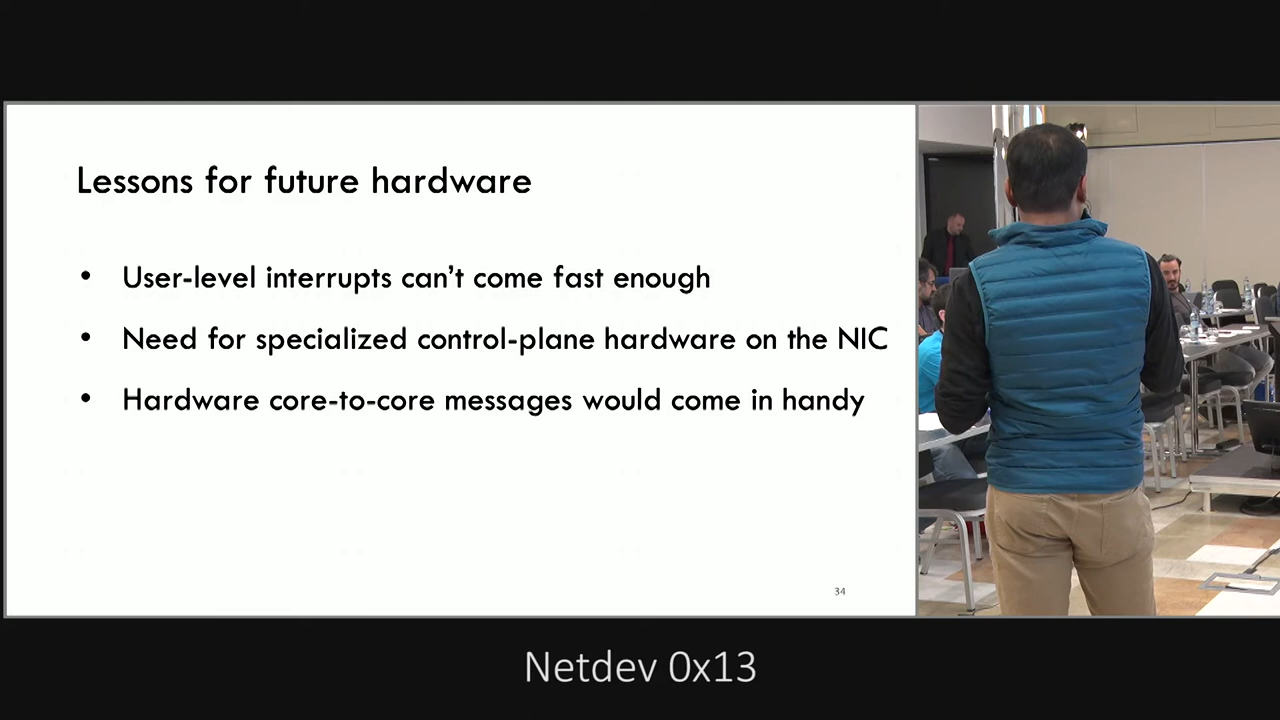 Lessons for future hardware
• User-level interrupts can’t come fast enough
• Need for specialized control-plane hardware on the NIC
• Hardware core-to-core messages would come in handy
34
Netdev 0x13